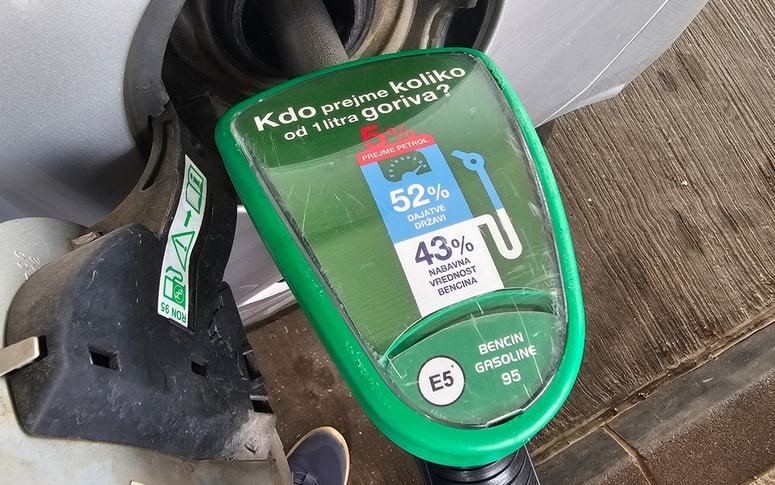 Kdo prejme koliko
od 1 litra goriva?
5%
PREJME PETROL
52%
DAJATVE
DRŽAVI
43%
NABAVNA
VREDNOST
BENCINA
E5
BENCIN
GASOLINE
95
RON 95